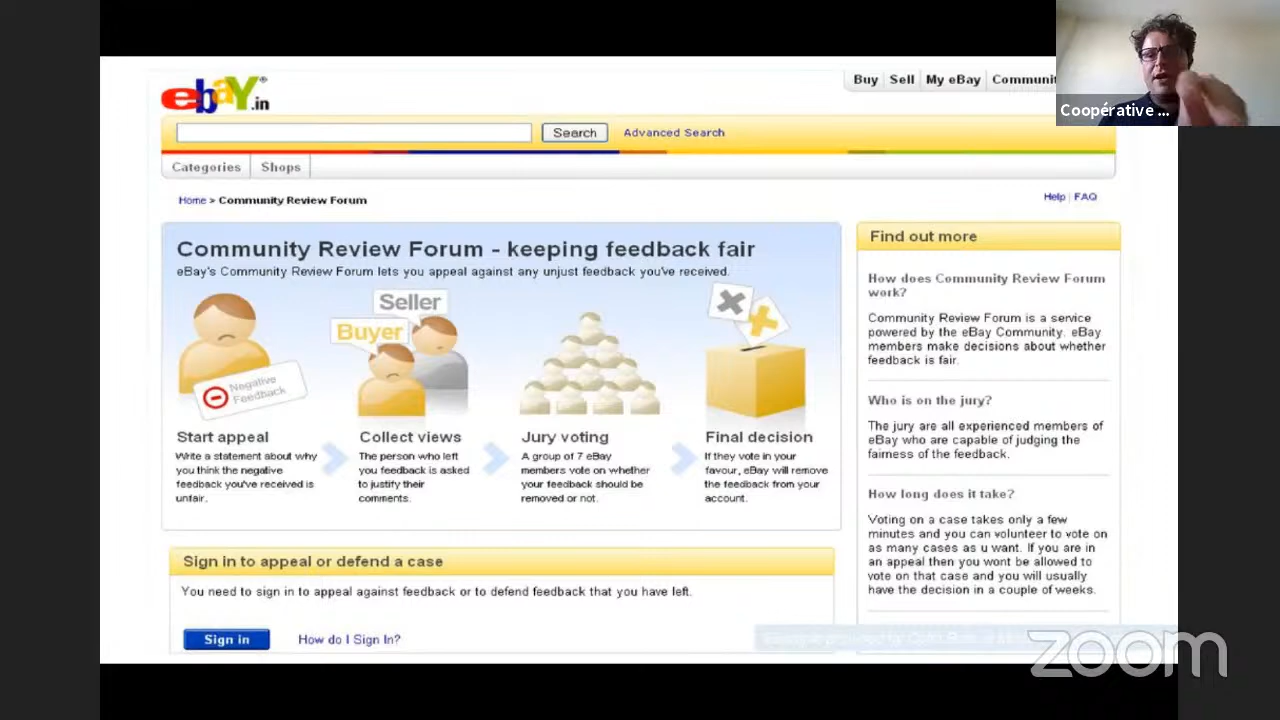 ebaY.in
Buy Sell My eBay Communit
Coopérative ...
Search Advanced Search
Categories Shops
Home > Community Review Forum
Help | FAQ
Community Review Forum - keeping feedback fair
eBay's Community Review Forum lets you appeal against any unjust feedback you've received.
Negative
Feedback
Seller
Buyer
Start appeal
Write a statement about why
you think the negative
feedback you've received is
unfair.
Collect views
The person who left
you feedback is asked
to justify their
comments.
Jury voting
A group of 7 eBay
members vote on whether
your feedback should be
removed or not.
Final decision
If they vote in your
favour, eBay will remove
the feedback from your
account.
Find out more
How does Community Review Forum
work?
Community Review Forum is a service
powered by the eBay Community. eBay
members make decisions about whether
feedback is fair.
Who is on the jury?
The jury are all experienced members of
eBay who are capable of judging the
fairness of the feedback.
How long does it take?
Voting on a case takes only a few
minutes and you can volunteer to vote on
as many cases as u want. If you are in
an appeal then you wont be allowed to
vote on that case and you will usually
have the decision in a couple of weeks.
Sign in to appeal or defend a case
You need to sign in to appeal against feedback or to defend feedback that you have left.
Sign in How do I Sign In?
zoom